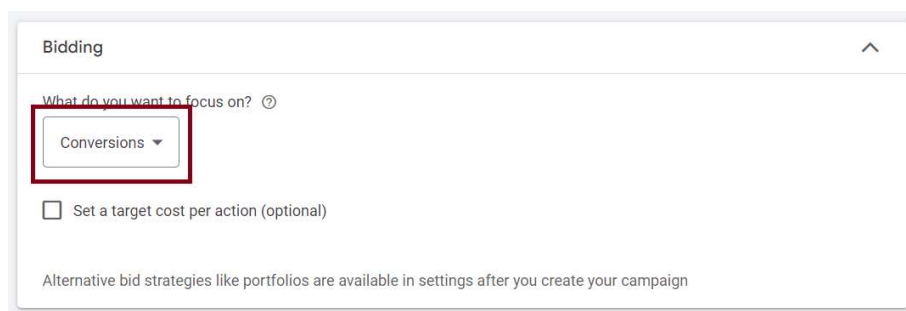 Bidding
What do you want to focus on?
Conversions
Set a target cost per action (optional)
Alternative bid strategies like portfolios are available in settings after you create your campaign